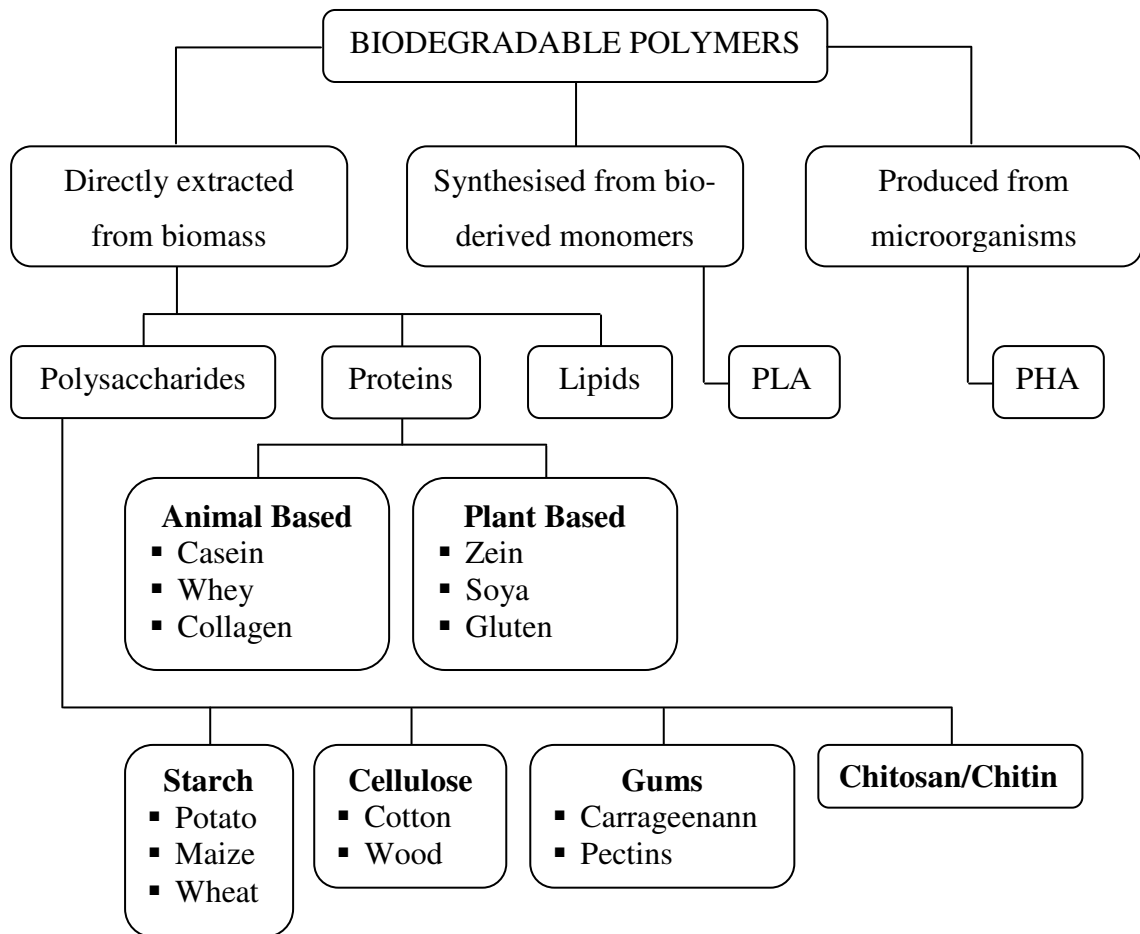 BIODEGRADABLE POLYMERS
Directly extracted
from biomass
Synthesised from bio-
derived monomers
Produced from
microorganisms
Polysaccharides
Proteins
Lipids
PLA
PHA
Animal Based
▪ Casein
▪ Whey
▪ Collagen
Plant Based
▪ Zein
▪ Soya
▪ Gluten
Starch
▪ Potato
▪ Maize
▪ Wheat
Cellulose
▪ Cotton
▪ Wood
Gums
▪ Carrageenann
▪ Pectins
Chitosan/Chitin